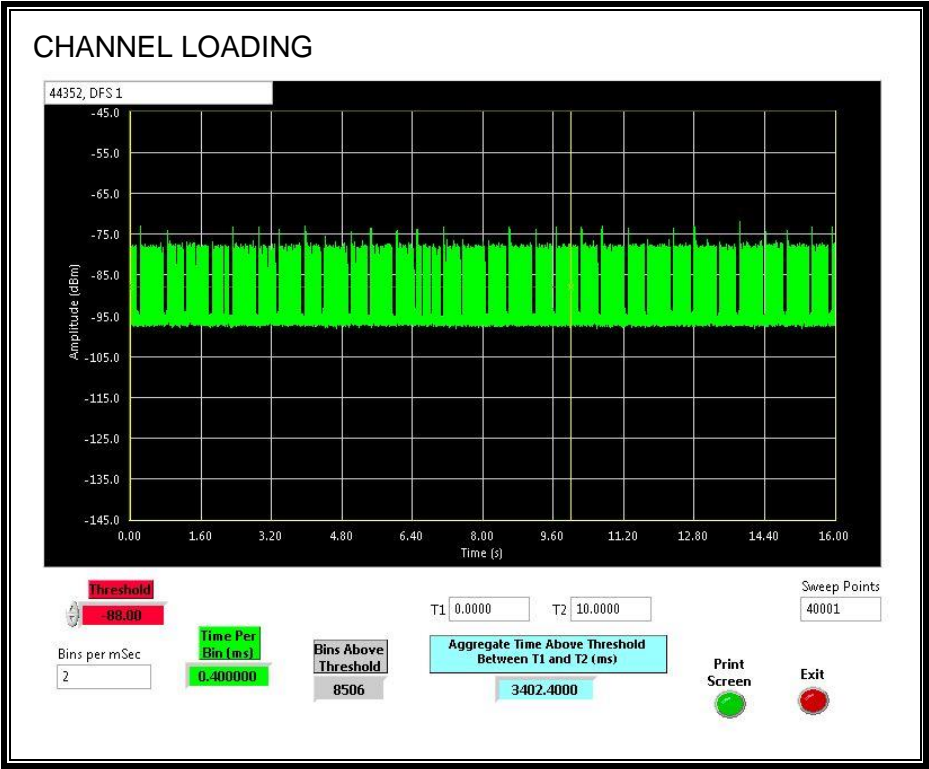 CHANNEL LOADING
44352, DFS 1
-45.0
-55.0
-65.0
-75.0
-85.0
-95.0
-105.0
-115.0
-125.0
-135.0
-145.0
Amplitude (dBm)
0.00 1.60 3.20 4.80 6.40 8.00 9.60 11.20 12.80 14.40 16.00
Time (s)
Threshold
-88.00
Bins per mSec
2
Time Per
Bin (ms)
0.400000
Bins Above
Threshold
8506
T1 0.0000 T2 10.0000
Aggregate Time Above Threshold
Between T1 and T2 (ms)
3402.4000
Sweep Points
40001
Print
Screen
Exit